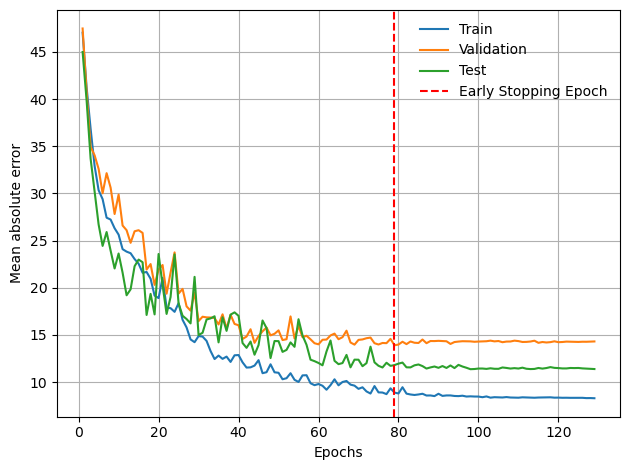 Train
Validation
Test
Early Stopping Epoch
Mean absolute error
45
40
35
30
25
20
15
10
0 20 40 60 80 100 120
Epochs